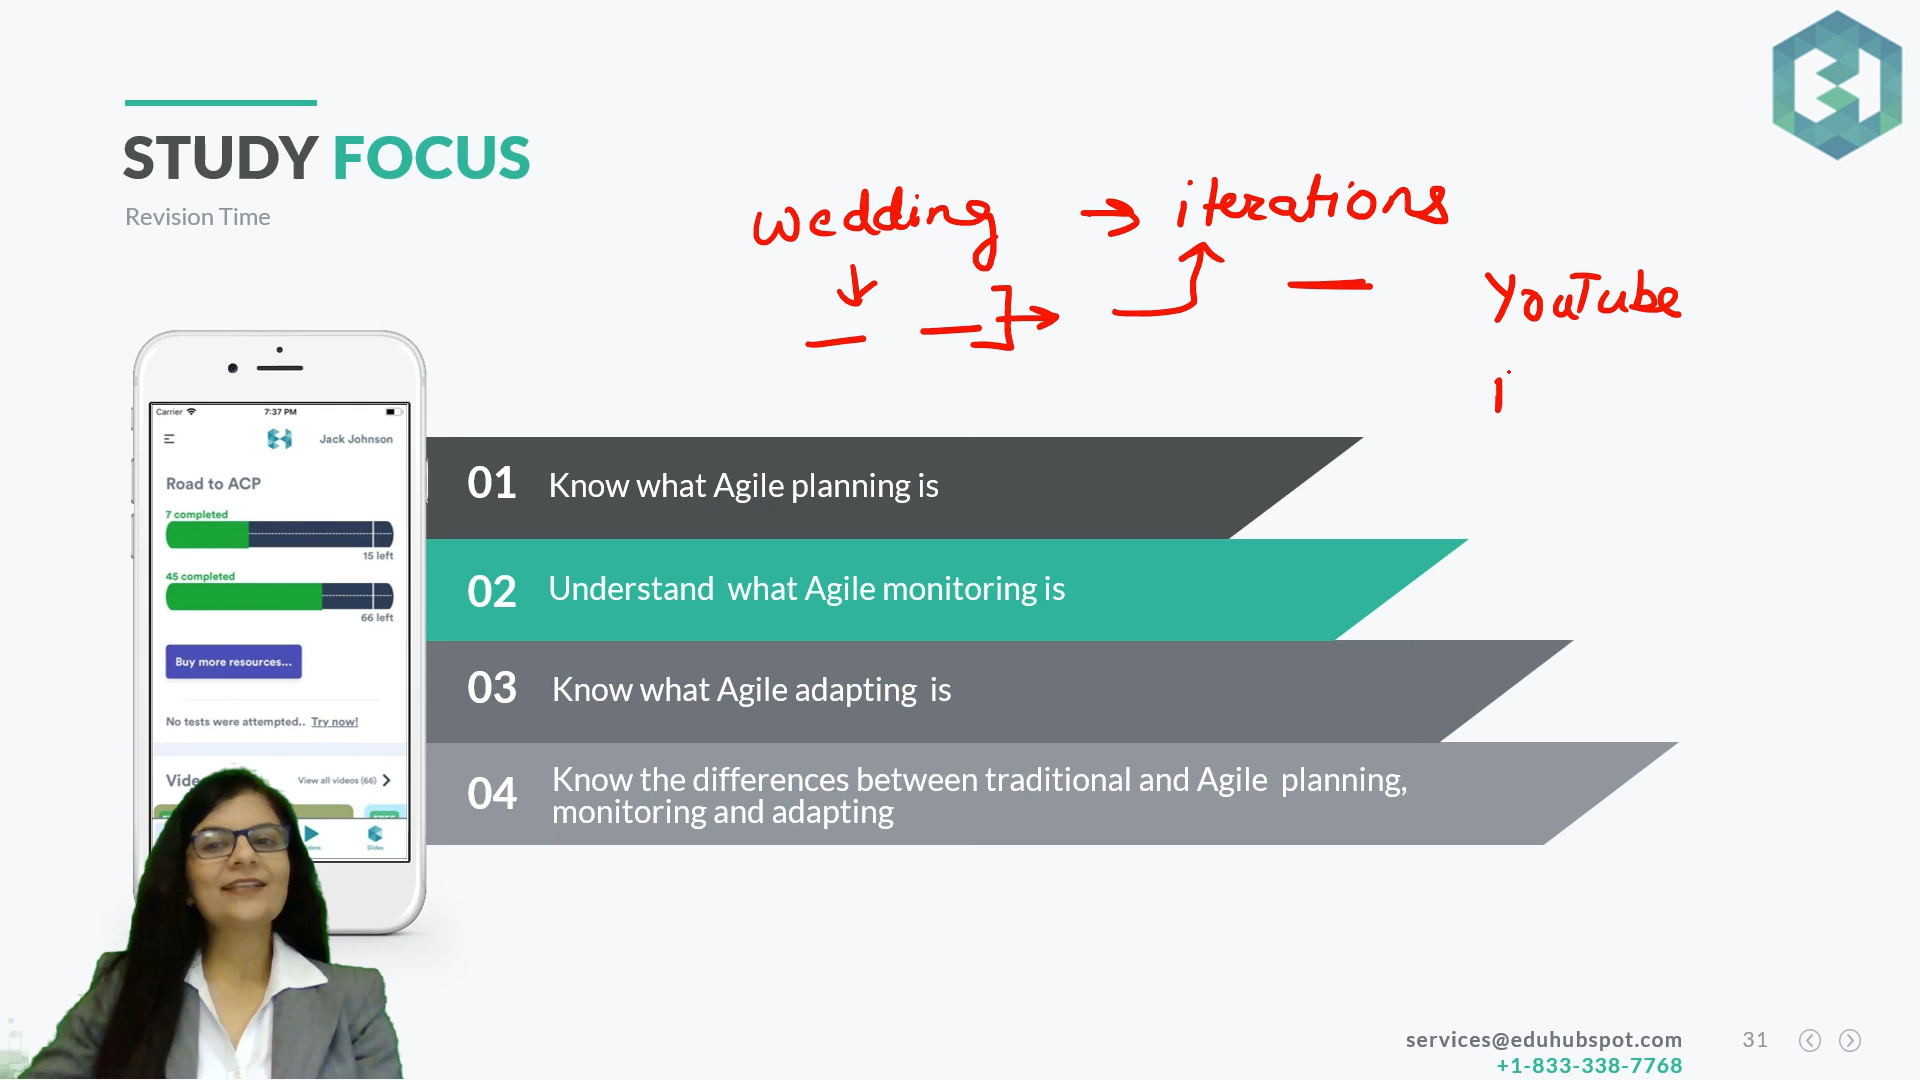 STUDY FOCUS
Revision Time
wedding → iterations
YouTube
i
Carrier 7:37 PM
Jack Johnson
Road to ACP
7 completed
15 left
45 completed
66 left
Buy more resources...
No tests were attempted.. Try now!
View all videos (66)
Slides
01 Know what Agile planning is
02 Understand what Agile monitoring is
03 Know what Agile adapting is
04 Know the differences between traditional and Agile planning,
monitoring and adapting
services@eduhubspot.com 31
+1-833-338-7768